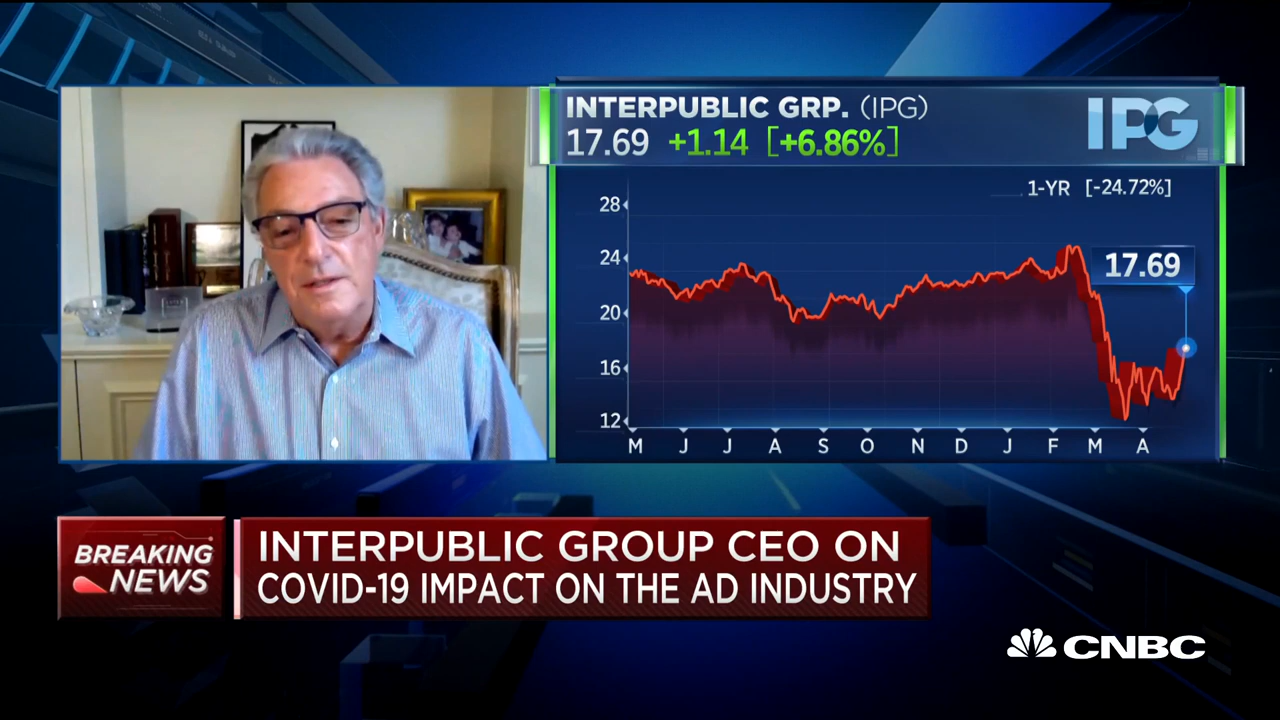 INTERPUBLIC GRP. (IPG)
17.69 +1.14 [+6.86%]
IPG
1-YR [-24.72%]
28
24
20
16
12
17.69
M J J A S O N D J F M A
BREAKING
NEWS
INTERPUBLIC GROUP CEO ON
COVID-19 IMPACT ON THE AD INDUSTRY
CNBC